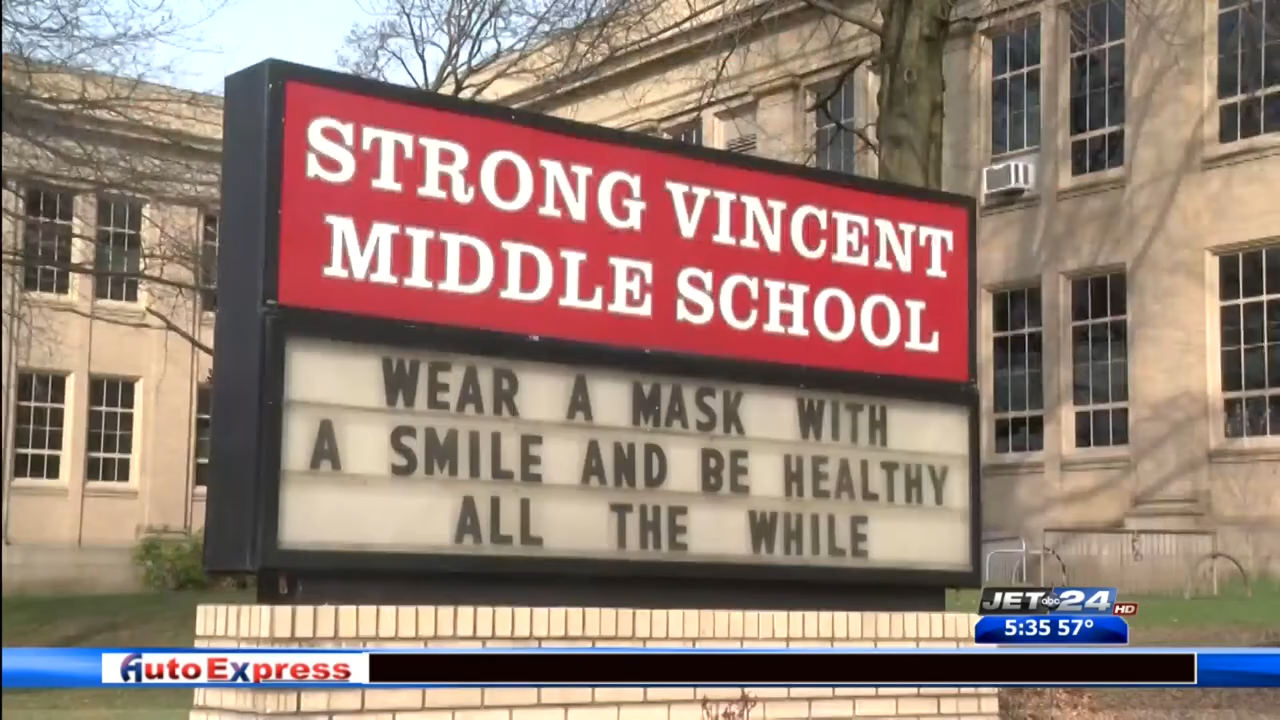 STRONG VINCENT
MIDDLE SCHOOL
WEAR A MASK WITH
A SMILE AND BE HEALTHY
ALL THE WHILE
JET abc 24 HD
5:35 57°
AutoExpress